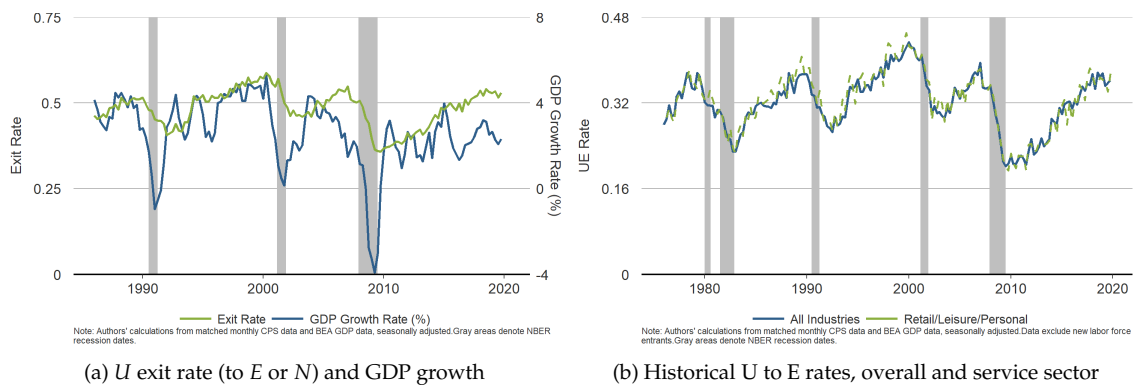 0.75
0.5
0.25
0
Exit Rate
8
4
0
-4
GDP Growth Rate (%)
1990
2000
2010
2020
Exit Rate
GDP Growth Rate (%)
Note: Authors' calculations from matched monthly CPS data and BEA GDP data, seasonally adjusted.Gray areas denote NBER
recession dates.
(a) U exit rate (to E or N) and GDP growth
0.48
0.32
0.16
0
UE Rate
1980
1990
2000
2010
2020
All Industries
Retail/Leisure/Personal
Note: Authors' calculations from matched monthly CPS data and BEA GDP data, seasonally adjusted.Data exclude new labor force
entrants.Gray areas denote NBER recession dates.
(b) Historical U to E rates, overall and service sector